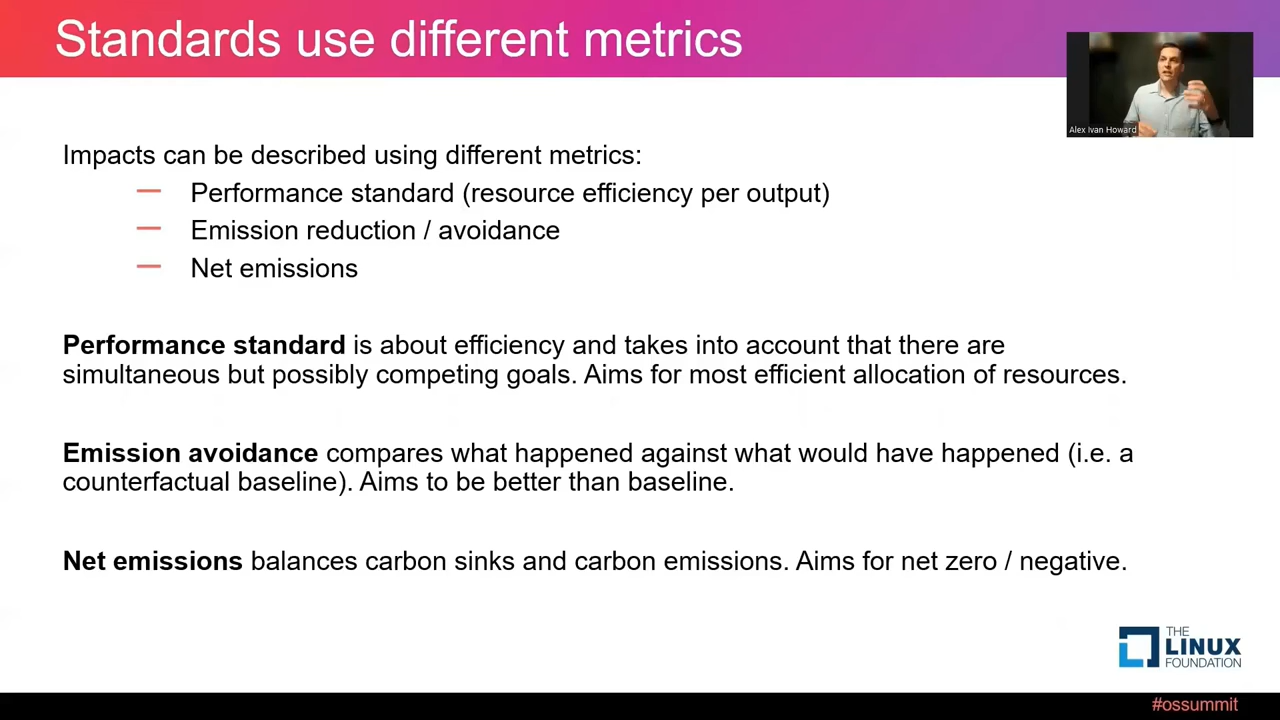 Standards use different metrics
Alex Ivan Howard
Impacts can be described using different metrics:
— Performance standard (resource efficiency per output)
— Emission reduction / avoidance
— Net emissions
Performance standard is about efficiency and takes into account that there are
simultaneous but possibly competing goals. Aims for most efficient allocation of resources.
Emission avoidance compares what happened against what would have happened (i.e. a
counterfactual baseline). Aims to be better than baseline.
Net emissions balances carbon sinks and carbon emissions. Aims for net zero / negative.
THE
LINUX
FOUNDATION
#ossummit